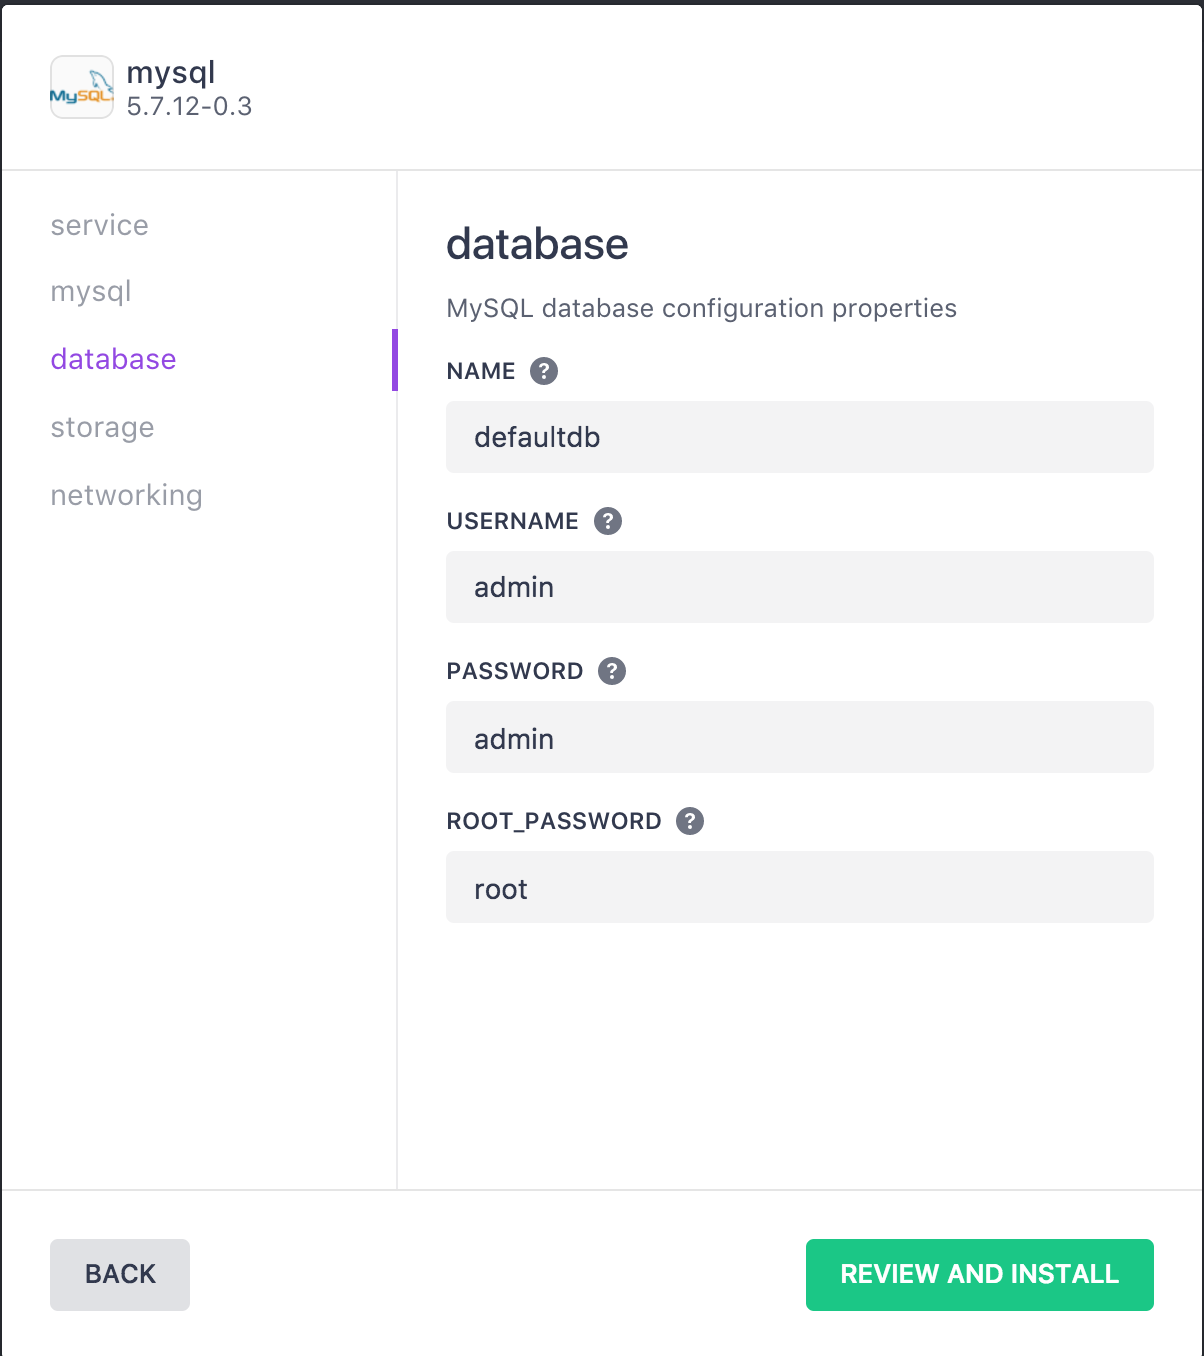 MySQL
mysql
5.7.12-0.3
service
mysql
database
storage
networking
database
MySQL database configuration properties
NAME ?
defaultdb
USERNAME ?
admin
PASSWORD ?
admin
ROOT_PASSWORD ?
root
BACK
REVIEW AND INSTALL